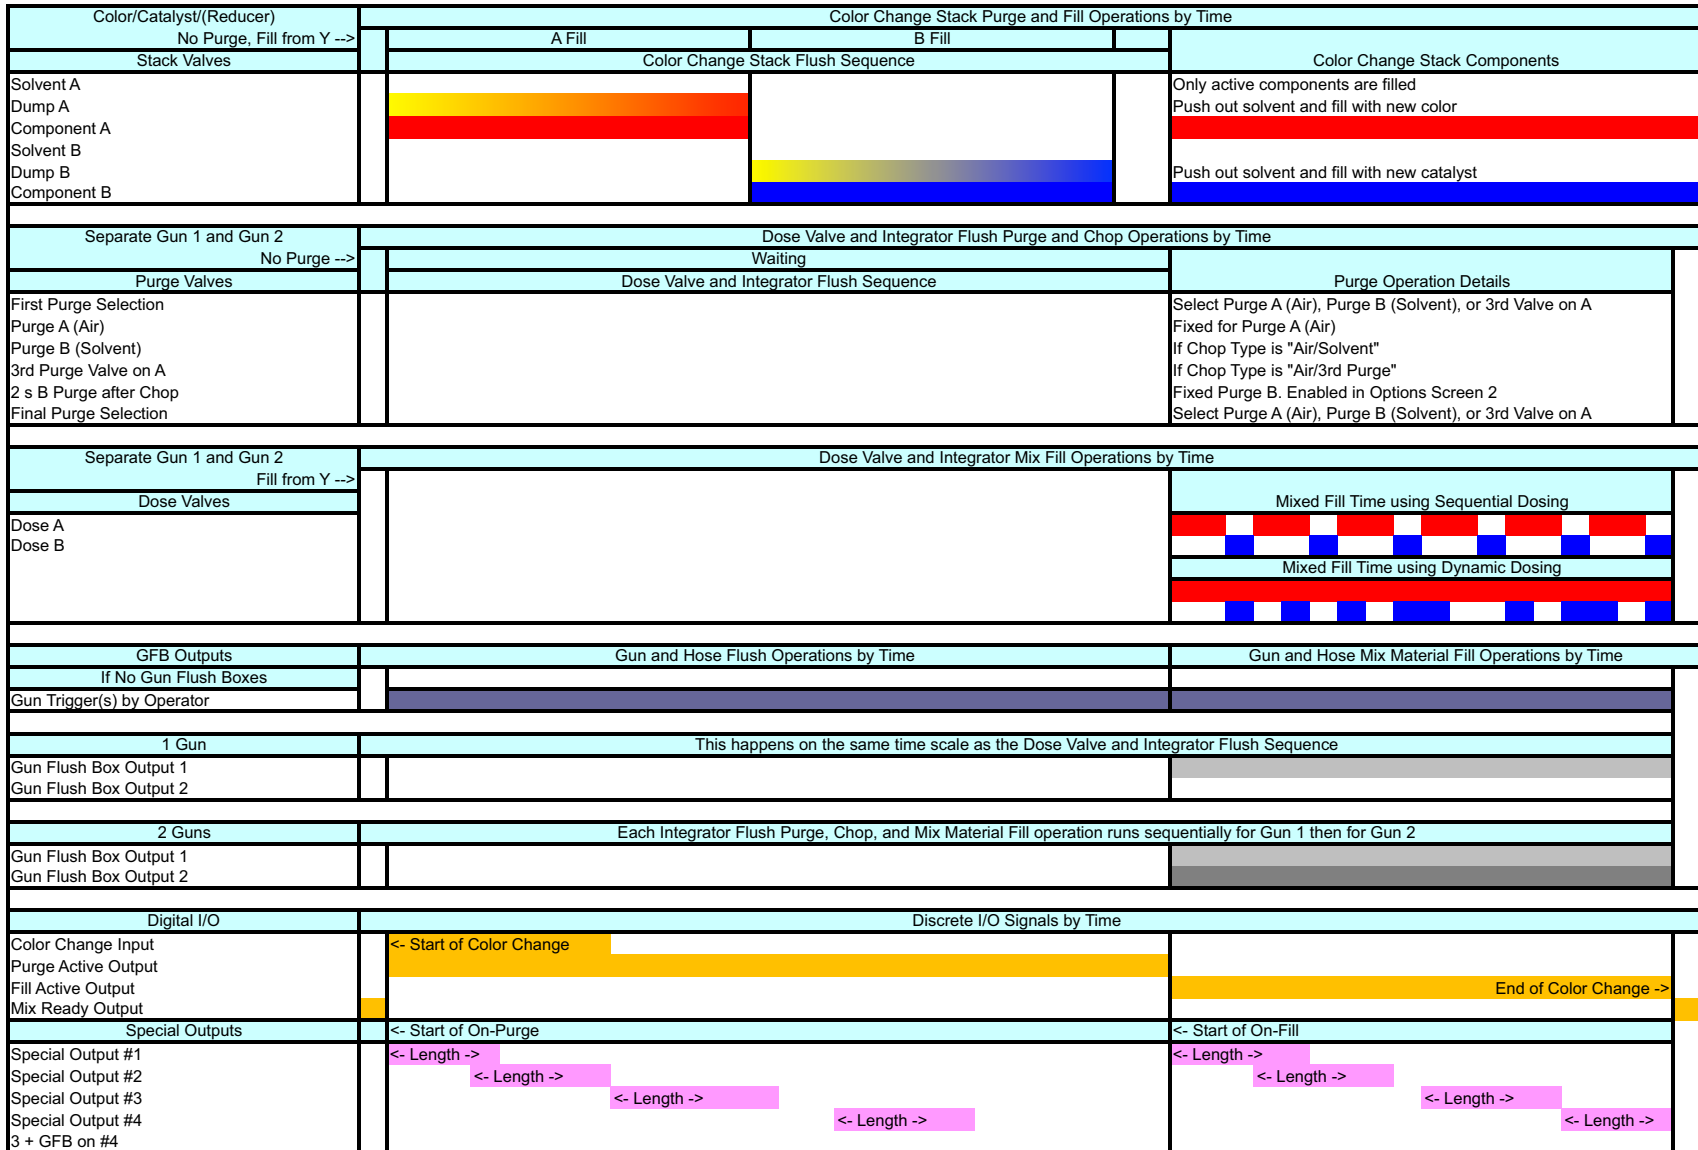 Color/Catalyst/(Reducer)
Color Change Stack Purge and Fill Operations by Time
No Purge, Fill from Y -->
A Fill
B Fill
Stack Valves
Color Change Stack Flush Sequence
Color Change Stack Components
Solvent A
Only active components are filled
Dump A
Push out solvent and fill with new color
Component A
Solvent B
Dump B
Push out solvent and fill with new catalyst
Component B
Separate Gun 1 and Gun 2
Dose Valve and Integrator Flush Purge and Chop Operations by Time
No Purge -->
Waiting
Purge Valves
Dose Valve and Integrator Flush Sequence
Purge Operation Details
First Purge Selection
Select Purge A (Air), Purge B (Solvent), or 3rd Valve on A
Purge A (Air)
Fixed for Purge A (Air)
Purge B (Solvent)
If Chop Type is "Air/Solvent"
3rd Purge Valve on A
If Chop Type is "Air/3rd Purge"
2 s B Purge after Chop
Fixed Purge B. Enabled in Options Screen 2
Final Purge Selection
Select Purge A (Air), Purge B (Solvent), or 3rd Valve on A
Separate Gun 1 and Gun 2
Dose Valve and Integrator Mix Fill Operations by Time
Fill from Y -->
Dose Valves
Mixed Fill Time using Sequential Dosing
Dose A
Dose B
Mixed Fill Time using Dynamic Dosing
GFB Outputs
Gun and Hose Flush Operations by Time
Gun and Hose Mix Material Fill Operations by Time
If No Gun Flush Boxes
Gun Trigger(s) by Operator
1 Gun
This happens on the same time scale as the Dose Valve and Integrator Flush Sequence
Gun Flush Box Output 1
Gun Flush Box Output 2
2 Guns
Each Integrator Flush Purge, Chop, and Mix Material Fill operation runs sequentially for Gun 1 then for Gun 2
Gun Flush Box Output 1
Gun Flush Box Output 2
Digital I/O
Discrete I/O Signals by Time
Color Change Input
<- Start of Color Change
Purge Active Output
Fill Active Output
End of Color Change ->
Mix Ready Output
Special Outputs
<- Start of On-Purge
<- Start of On-Fill
Special Output #1
<- Length ->
<- Length ->
Special Output #2
<- Length ->
<- Length ->
Special Output #3
<- Length ->
<- Length ->
Special Output #4
<- Length ->
<- Length ->
3 + GFB on #4